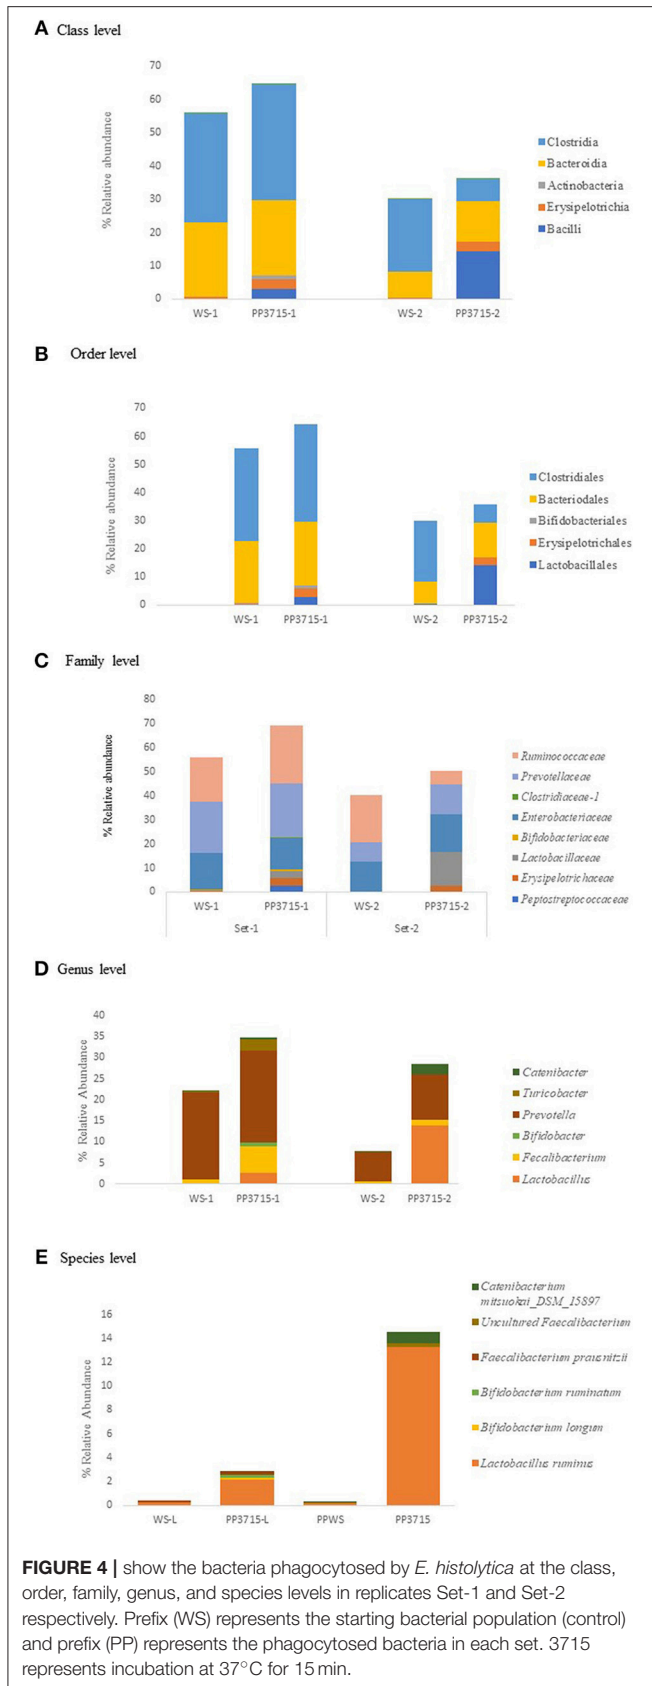 A Class level
% Relative abundance
70
60
50
40
30
20
10
0
WS-1 PP3715-1 WS-2 PP3715-2
Clostridia
Bacteroidia
Actinobacteria
Erysipelotrichia
Bacilli
B Order level
% Relative abundance
70
60
50
40
30
20
10
0
WS-1 PP3715-1 WS-2 PP3715-2
Clostridiales
Bacteriodales
Bifidobacteriales
Erysipelotrichales
Lactobacillales
C Family level
% Relative abundance
80
70
60
50
40
30
20
10
0
WS-1 PP3715-1 WS-2 PP3715-2
Set-1 Set-2
Ruminococcaceae
Prevotellaceae
Clostridiaceae-1
Enterobacteriaceae
Bifidobacteriaceae
Lactobacillaceae
Erysipelotrichaceae
Peptostreptococcaceae
D Genus level
% Relative Abundance
40
35
30
25
20
15
10
5
0
WS-1 PP3715-1 WS-2 PP3715-2
Catenibacter
Turicobacter
Prevotella
Bifidobacter
Fecalibacterium
Lactobacillus
E Species level
% Relative Abundance
16
14
12
10
8
6
4
2
0
WS-L PP3715-L PPWS PP3715
Catenibacterium
mitsuokai_DSM_15897
Uncultured Faecalibacterium
Faecalibacterium prausnitzii
Bifidobacterium ruminatum
Bifidobacterium longum
Lactobacillus ruminus
FIGURE 4 | show the bacteria phagocytosed by E. histolytica at the class,
order, family, genus, and species levels in replicates Set-1 and Set-2
respectively. Prefix (WS) represents the starting bacterial population (control)
and prefix (PP) represents the phagocytosed bacteria in each set. 3715
represents incubation at 37°C for 15 min.